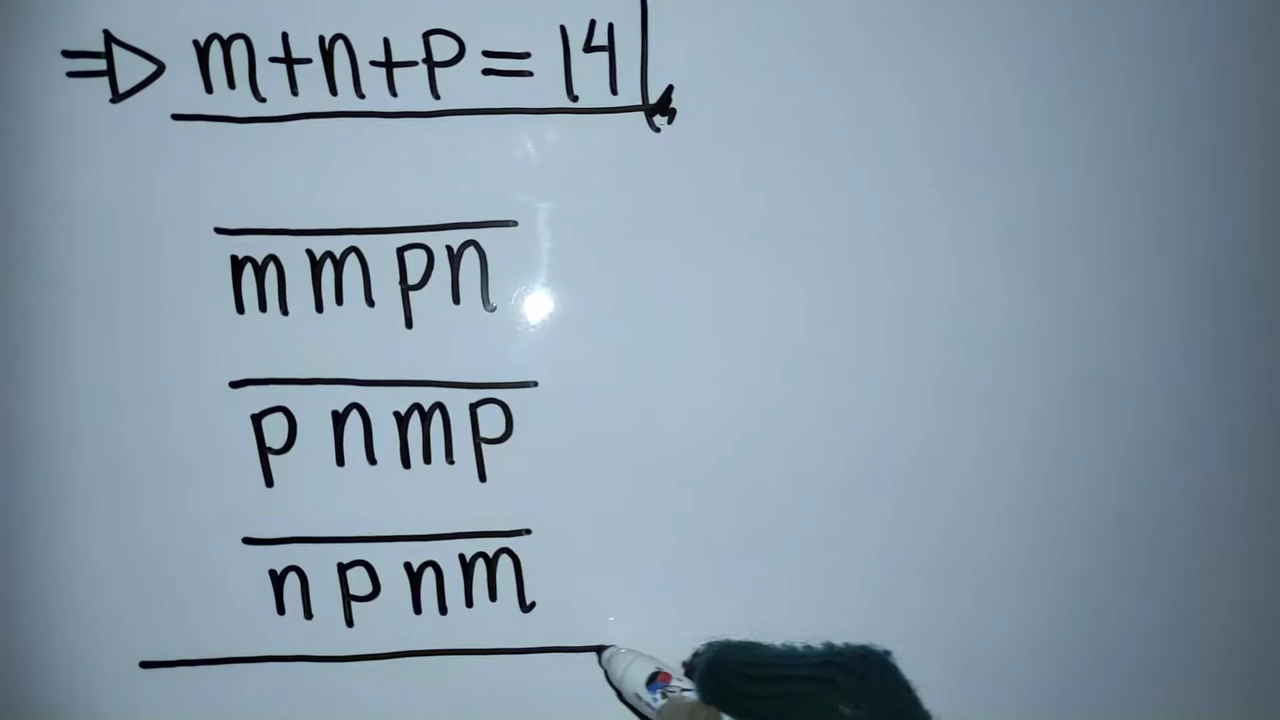 ⇒ m+n+p = 14
mmpn
pnmp
npnm